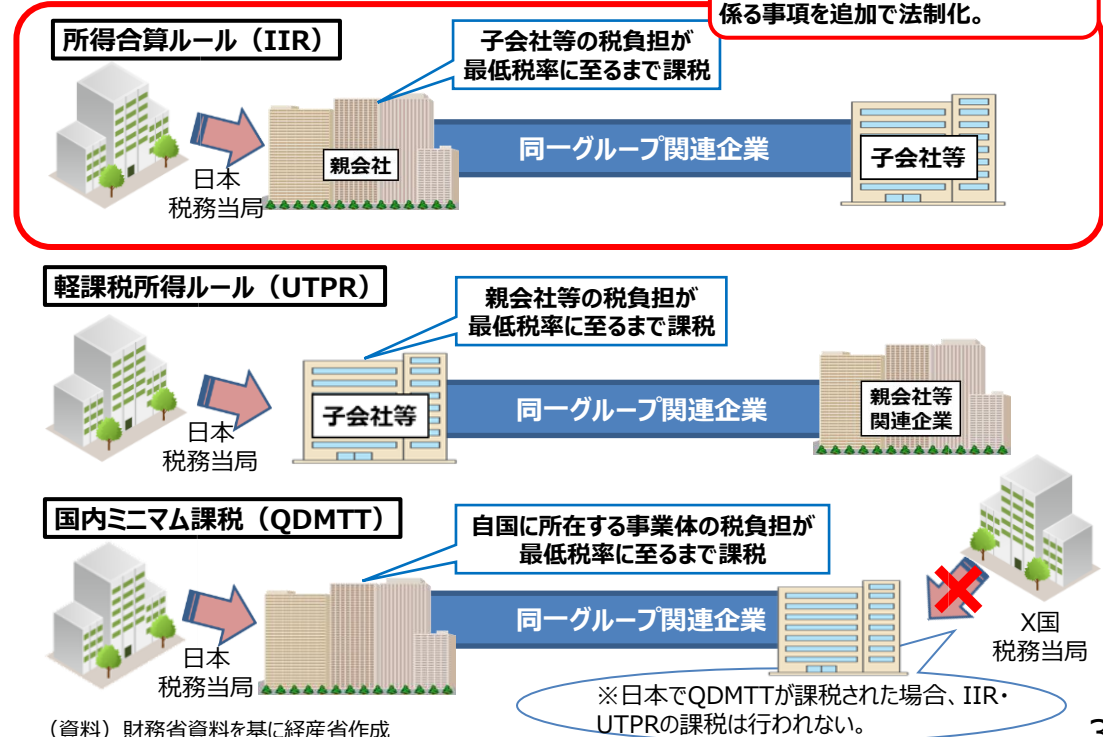 係る事項を追加で法制化。
所得合算ルール（IIR）
子会社等の税負担が
最低税率に至るまで課税
日本
税務当局
親会社
同一グループ関連企業
子会社等
軽課税所得ルール（UTPR）
親会社等の税負担が
最低税率に至るまで課税
日本
税務当局
子会社等
同一グループ関連企業
親会社等
関連企業
国内ミニマム課税（QDMTT）
自国に所在する事業体の税負担が
最低税率に至るまで課税
日本
税務当局
同一グループ関連企業
X国
税務当局
※日本でQDMTTが課税された場合、IIR・
UTPRの課税は行われない。
（資料）財務省資料を基に経産省作成